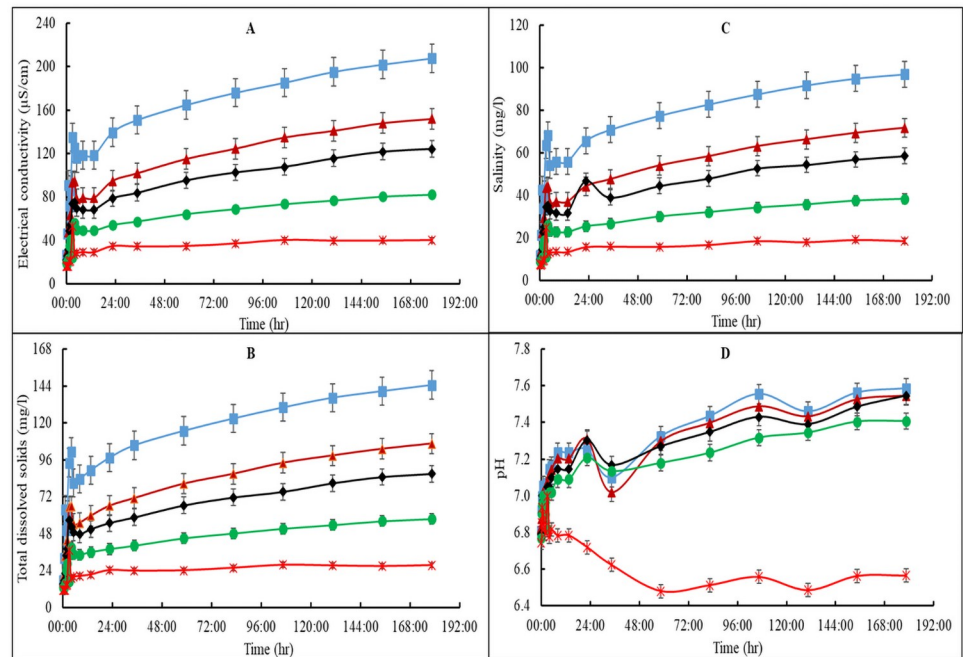 A
Electrical conductivity (µS/cm)
240
200
160
120
80
40
0
00:00 24:00 48:00 72:00 96:00 120:00 144:00 168:00 192:00
Time (hr)
C
Salinity (mg/l)
120
100
80
60
40
20
0
00:00 24:00 48:00 72:00 96:00 120:00 144:00 168:00 192:00
Time (hr)
B
Total dissolved solids (mg/l)
168
144
120
96
72
48
24
0
00:00 24:00 48:00 72:00 96:00 120:00 144:00 168:00 192:00
Time (hr)
D
pH
7.8
7.6
7.4
7.2
7.0
6.8
6.6
6.4
00:00 24:00 48:00 72:00 96:00 120:00 144:00 168:00 192:00
Time (hr)